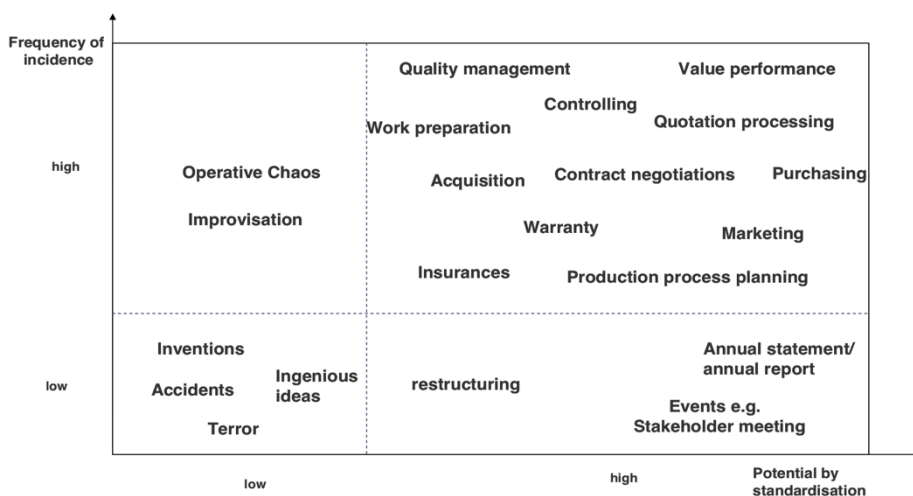 Frequency of
incidence
Quality management
Value performance
Controlling
Work preparation
Quotation processing
high
Operative Chaos
Acquisition
Contract negotiations
Purchasing
Improvisation
Warranty
Marketing
Insurances
Production process planning
Inventions
Annual statement/
annual report
low
Accidents
Ingenious
ideas
restructuring
Terror
Events e.g.
Stakeholder meeting
low
high
Potential by
standardisation